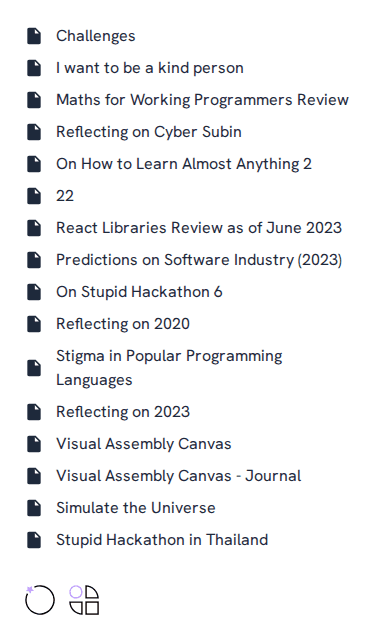 Challenges
I want to be a kind person
Maths for Working Programmers Review
Reflecting on Cyber Subin
On How to Learn Almost Anything 2
22
React Libraries Review as of June 2023
Predictions on Software Industry (2023)
On Stupid Hackathon 6
Reflecting on 2020
Stigma in Popular Programming
Languages
Reflecting on 2023
Visual Assembly Canvas
Visual Assembly Canvas - Journal
Simulate the Universe
Stupid Hackathon in Thailand